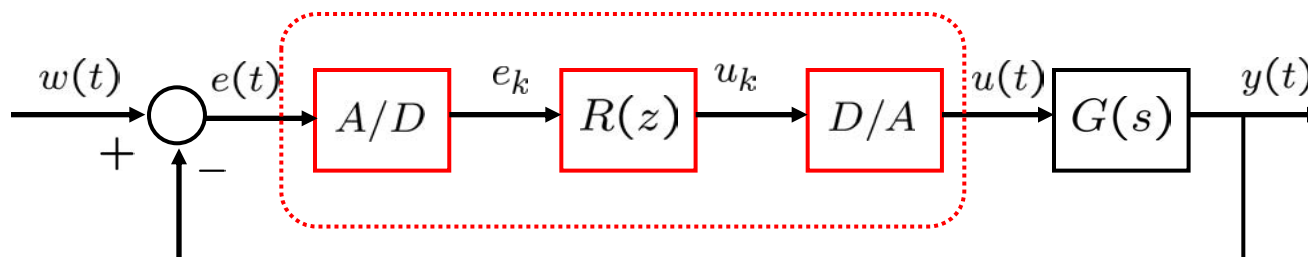 w(t) e(t) A/D e_k R(z) u_k D/A u(t) G(s) y(t)
+ −